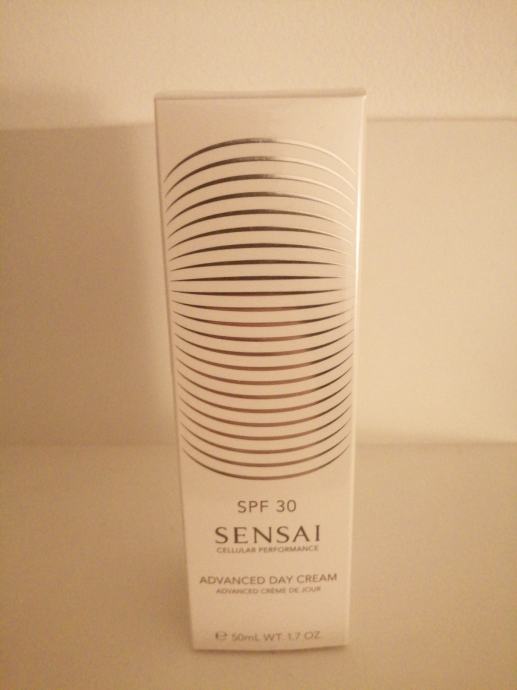 SPF 30
SENSAI
CELLULAR PERFORMANCE
ADVANCED DAY CREAM
ADVANCED CRÈME DE JOUR
℮ 50mL WT. 1.7 OZ.